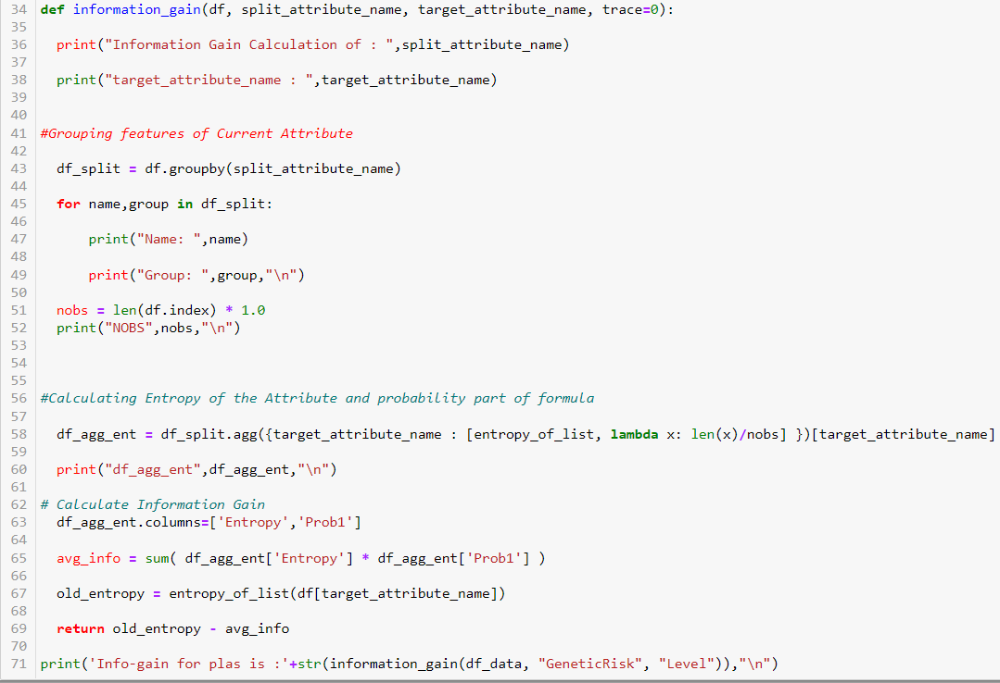 34 def information_gain(df, split_attribute_name, target_attribute_name, trace=0):
35
36   print("Information Gain Calculation of : ",split_attribute_name)
37
38   print("target_attribute_name : ",target_attribute_name)
39
40
41 #Grouping features of Current Attribute
42
43   df_split = df.groupby(split_attribute_name)
44
45   for name,group in df_split:
46
47       print("Name: ",name)
48
49       print("Group: ",group,"\n")
50
51   nobs = len(df.index) * 1.0
52   print("NOBS",nobs,"\n")
53
54
55
56 #Calculating Entropy of the Attribute and probability part of formula
57
58   df_agg_ent = df_split.agg({target_attribute_name : [entropy_of_list, lambda x: len(x)/nobs] })[target_attribute_name]
59
60   print("df_agg_ent",df_agg_ent,"\n")
61
62 # Calculate Information Gain
63   df_agg_ent.columns=['Entropy','Prob1']
64
65   avg_info = sum( df_agg_ent['Entropy'] * df_agg_ent['Prob1'] )
66
67   old_entropy = entropy_of_list(df[target_attribute_name])
68
69   return old_entropy - avg_info
70
71 print('Info-gain for plas is :'+str(information_gain(df_data, "GeneticRisk", "Level")),"\n")